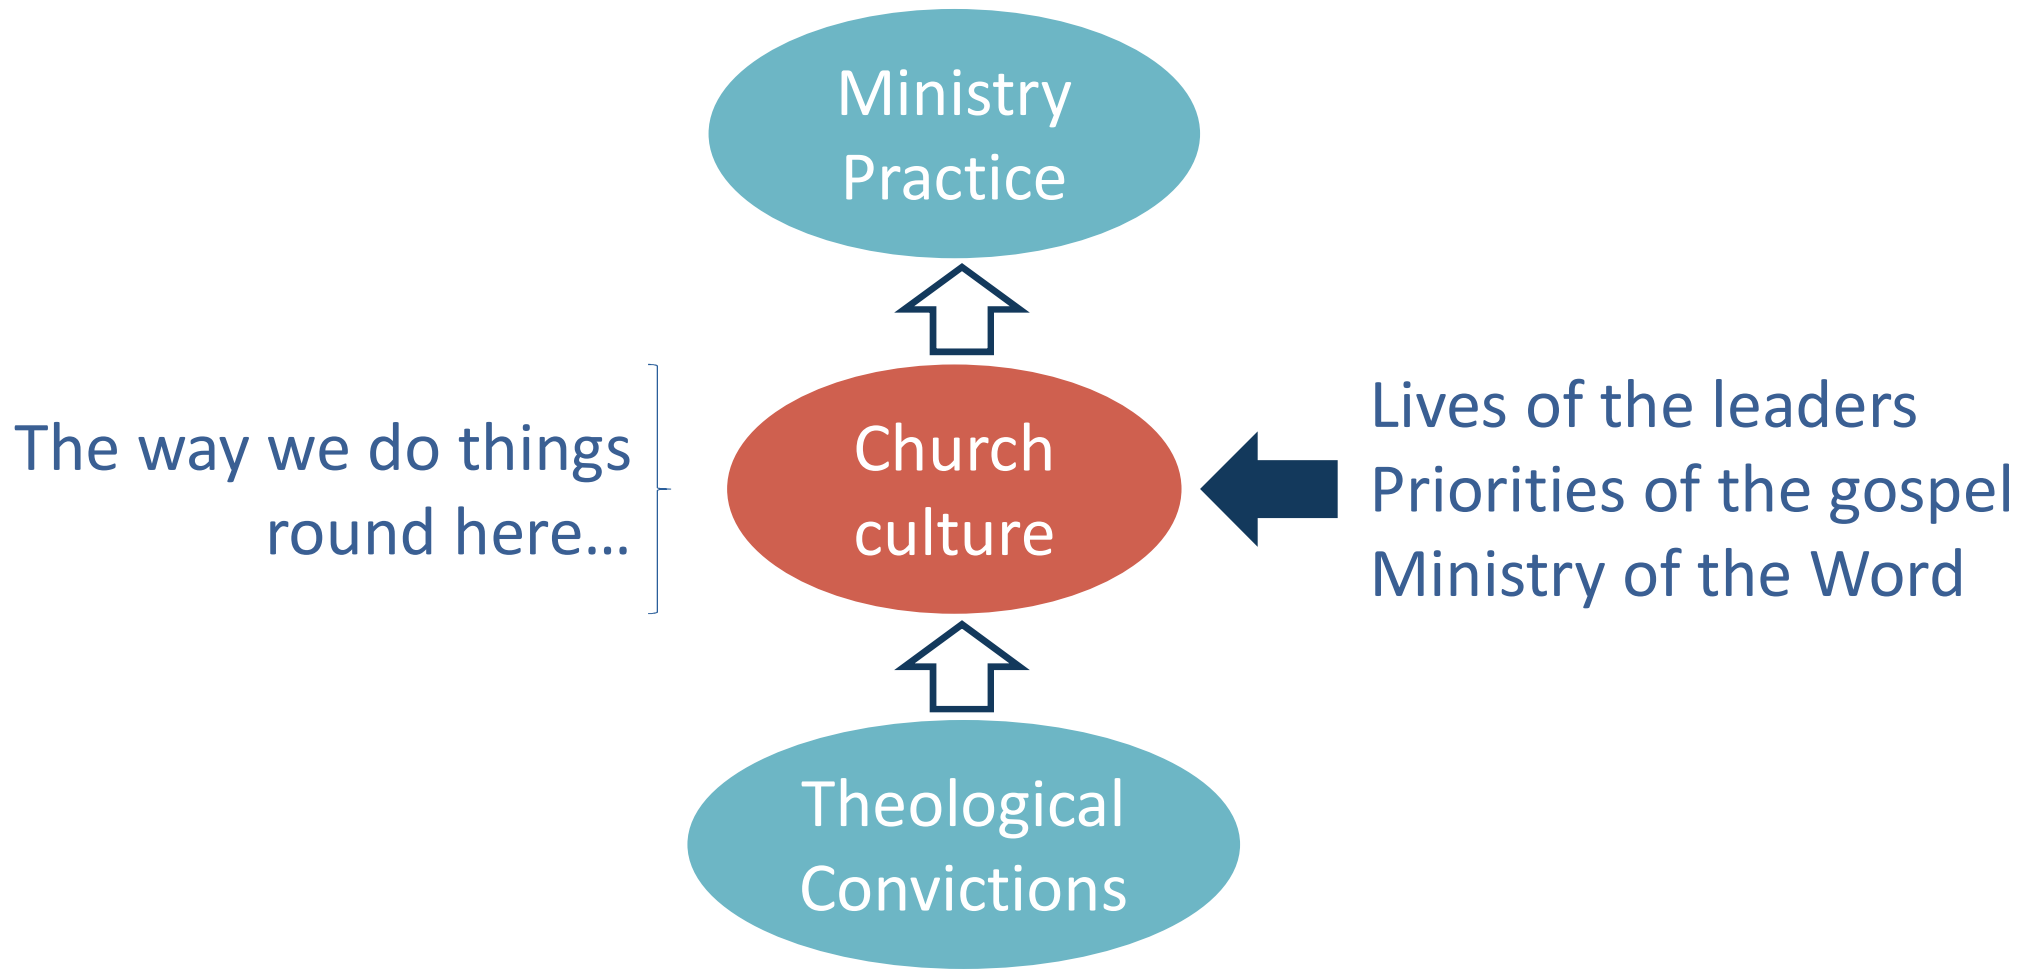 Ministry
Practice
The way we do things
round here...
Church
culture
Lives of the leaders
Priorities of the gospel
Ministry of the Word
Theological
Convictions